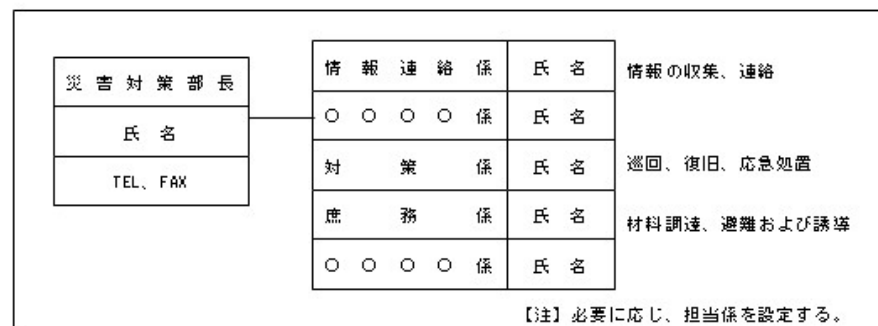 災害対策部長
氏名
TEL、FAX
情報連絡係 氏名 情報の収集、連絡
○○○○係 氏名
対策係 氏名 巡回、復旧、応急処置
庶務係 氏名 材料調達、避難および誘導
○○○○係 氏名
【注】必要に応じ、担当係を設定する。